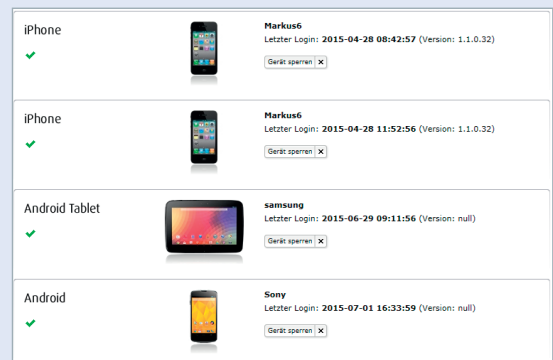 iPhone
Markus6
Letzter Login: 2015-04-28 08:42:57 (Version: 1.1.0.32)
Gerät sperren
iPhone
Markus6
Letzter Login: 2015-04-28 11:52:56 (Version: 1.1.0.32)
Gerät sperren
Android Tablet
samsung
Letzter Login: 2015-06-29 09:11:56 (Version: null)
Gerät sperren
Android
Sony
Letzter Login: 2015-07-01 16:33:59 (Version: null)
Gerät sperren